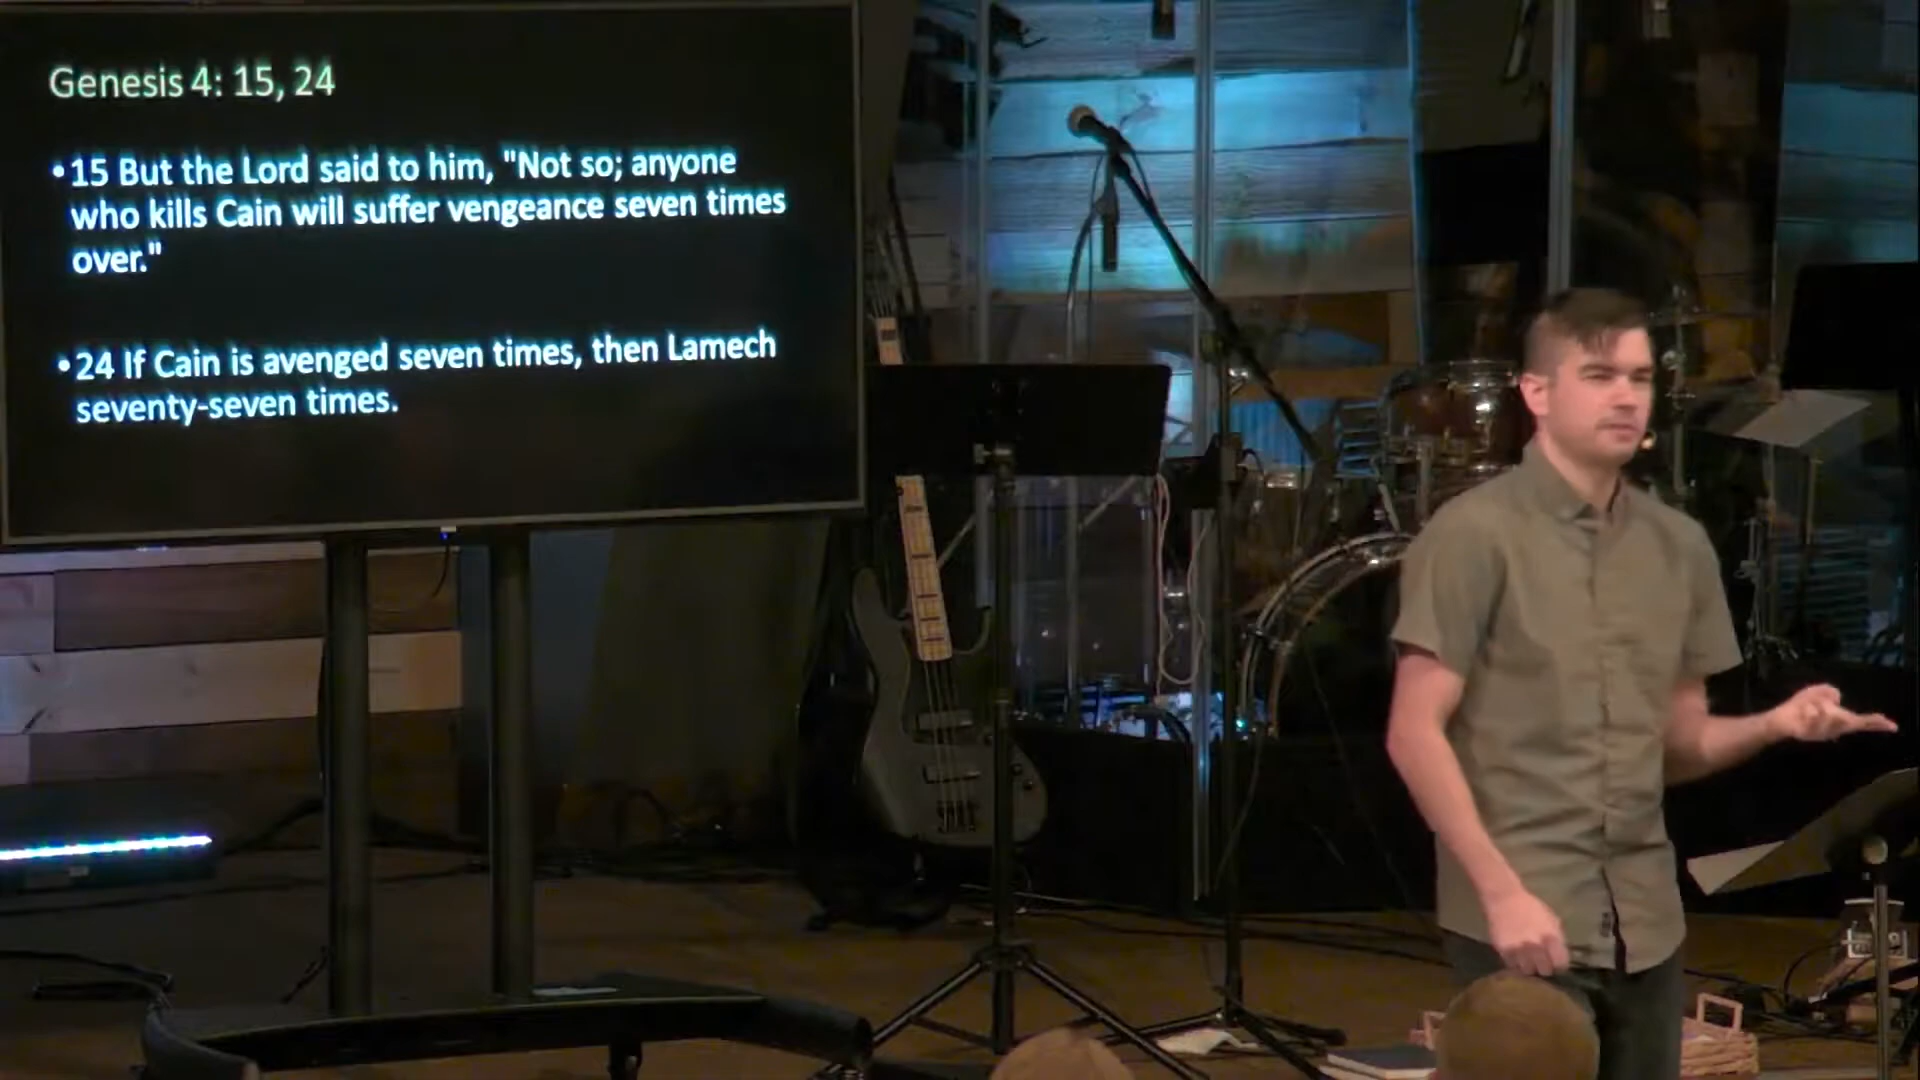 Genesis 4: 15, 24
•15 But the Lord said to him, "Not so; anyone
who kills Cain will suffer vengeance seven times
over."
•24 If Cain is avenged seven times, then Lamech
seventy-seven times.